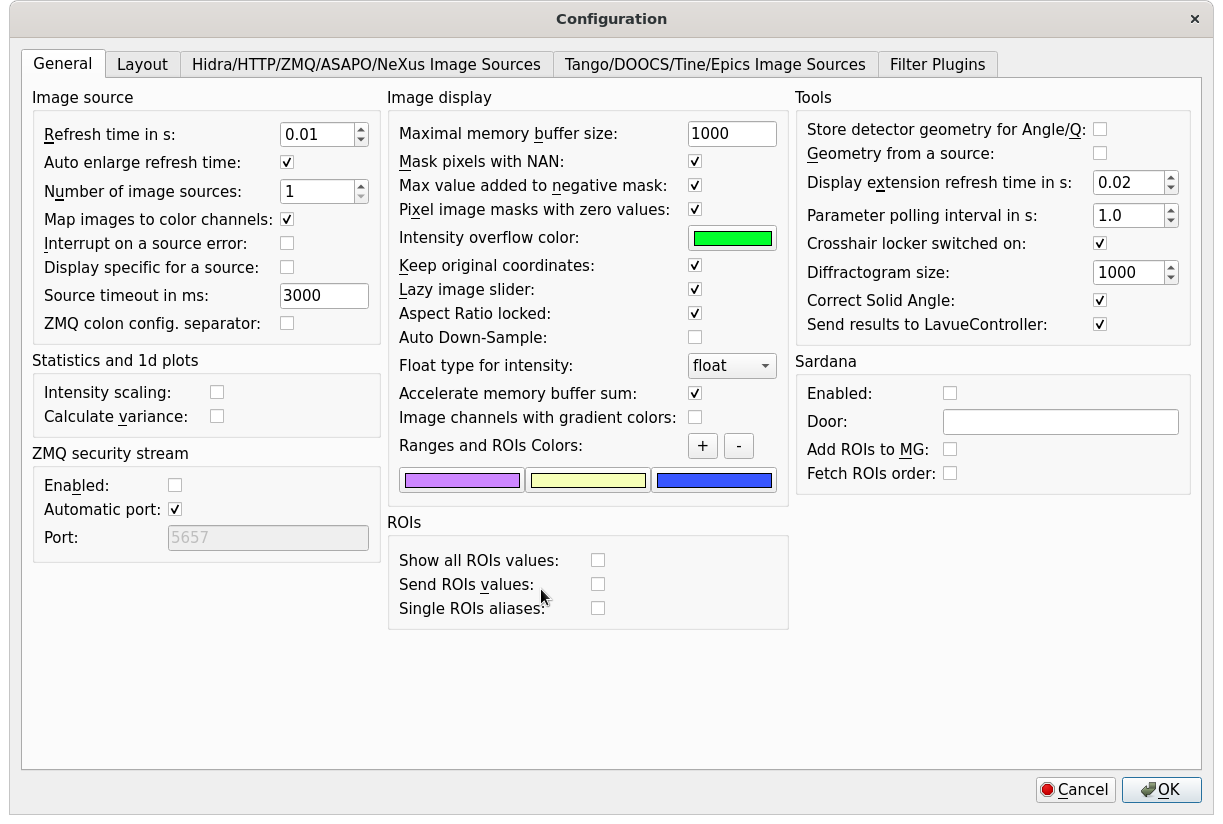 Configuration
General
Layout
Hidra/HTTP/ZMQ/ASAPO/NeXus Image Sources
Tango/DOOCS/Tine/Epics Image Sources
Filter Plugins
Image source
Refresh time in s: 0.01
Auto enlarge refresh time:
Number of image sources: 1
Map images to color channels:
Interrupt on a source error:
Display specific for a source:
Source timeout in ms: 3000
ZMQ colon config. separator:
Statistics and 1d plots
Intensity scaling:
Calculate variance:
ZMQ security stream
Enabled:
Automatic port:
Port: 5657
Image display
Maximal memory buffer size: 1000
Mask pixels with NAN:
Max value added to negative mask:
Pixel image masks with zero values:
Intensity overflow color:
Keep original coordinates:
Lazy image slider:
Aspect Ratio locked:
Auto Down-Sample:
Float type for intensity: float
Accelerate memory buffer sum:
Image channels with gradient colors:
Ranges and ROIs Colors: + -
ROIs
Show all ROIs values:
Send ROIs values:
Single ROIs aliases:
Tools
Store detector geometry for Angle/Q:
Geometry from a source:
Display extension refresh time in s: 0.02
Parameter polling interval in s: 1.0
Crosshair locker switched on:
Diffractogram size: 1000
Correct Solid Angle:
Send results to LavueController:
Sardana
Enabled:
Door:
Add ROIs to MG:
Fetch ROIs order:
Cancel
OK